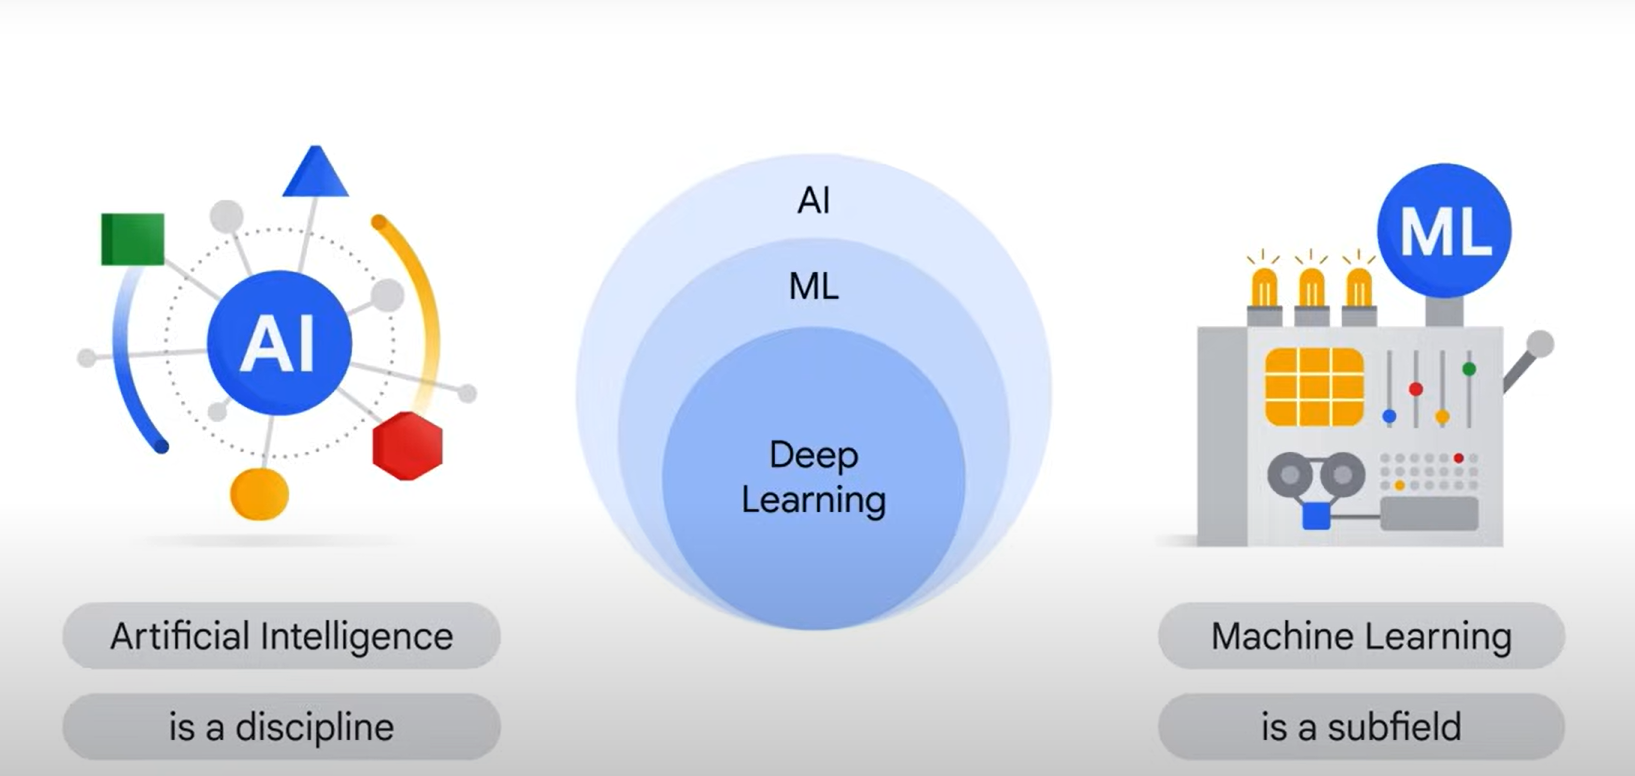 AI
Artificial Intelligence
is a discipline
AI
ML
Deep
Learning
ML
Machine Learning
is a subfield